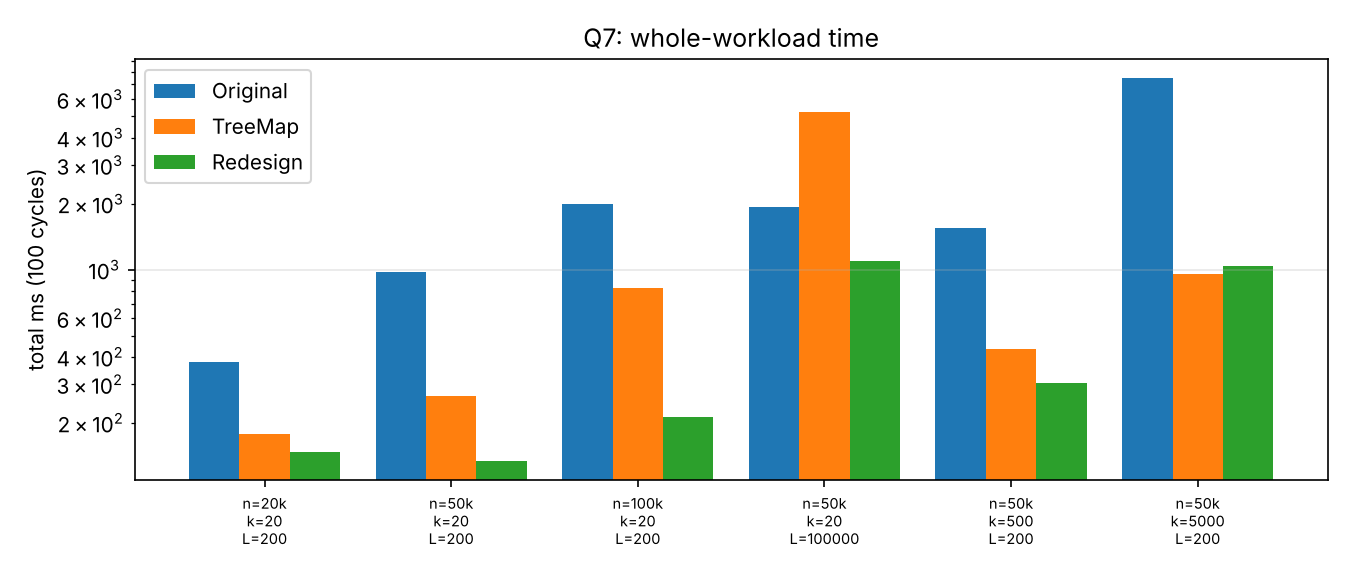 Q7: whole-workload time
Original
TreeMap
Redesign
total ms (100 cycles)
6 × 10³
4 × 10³
3 × 10³
2 × 10³
10³
6 × 10²
4 × 10²
3 × 10²
2 × 10²
n=20k
k=20
L=200
n=50k
k=20
L=200
n=100k
k=20
L=200
n=50k
k=20
L=100000
n=50k
k=500
L=200
n=50k
k=5000
L=200